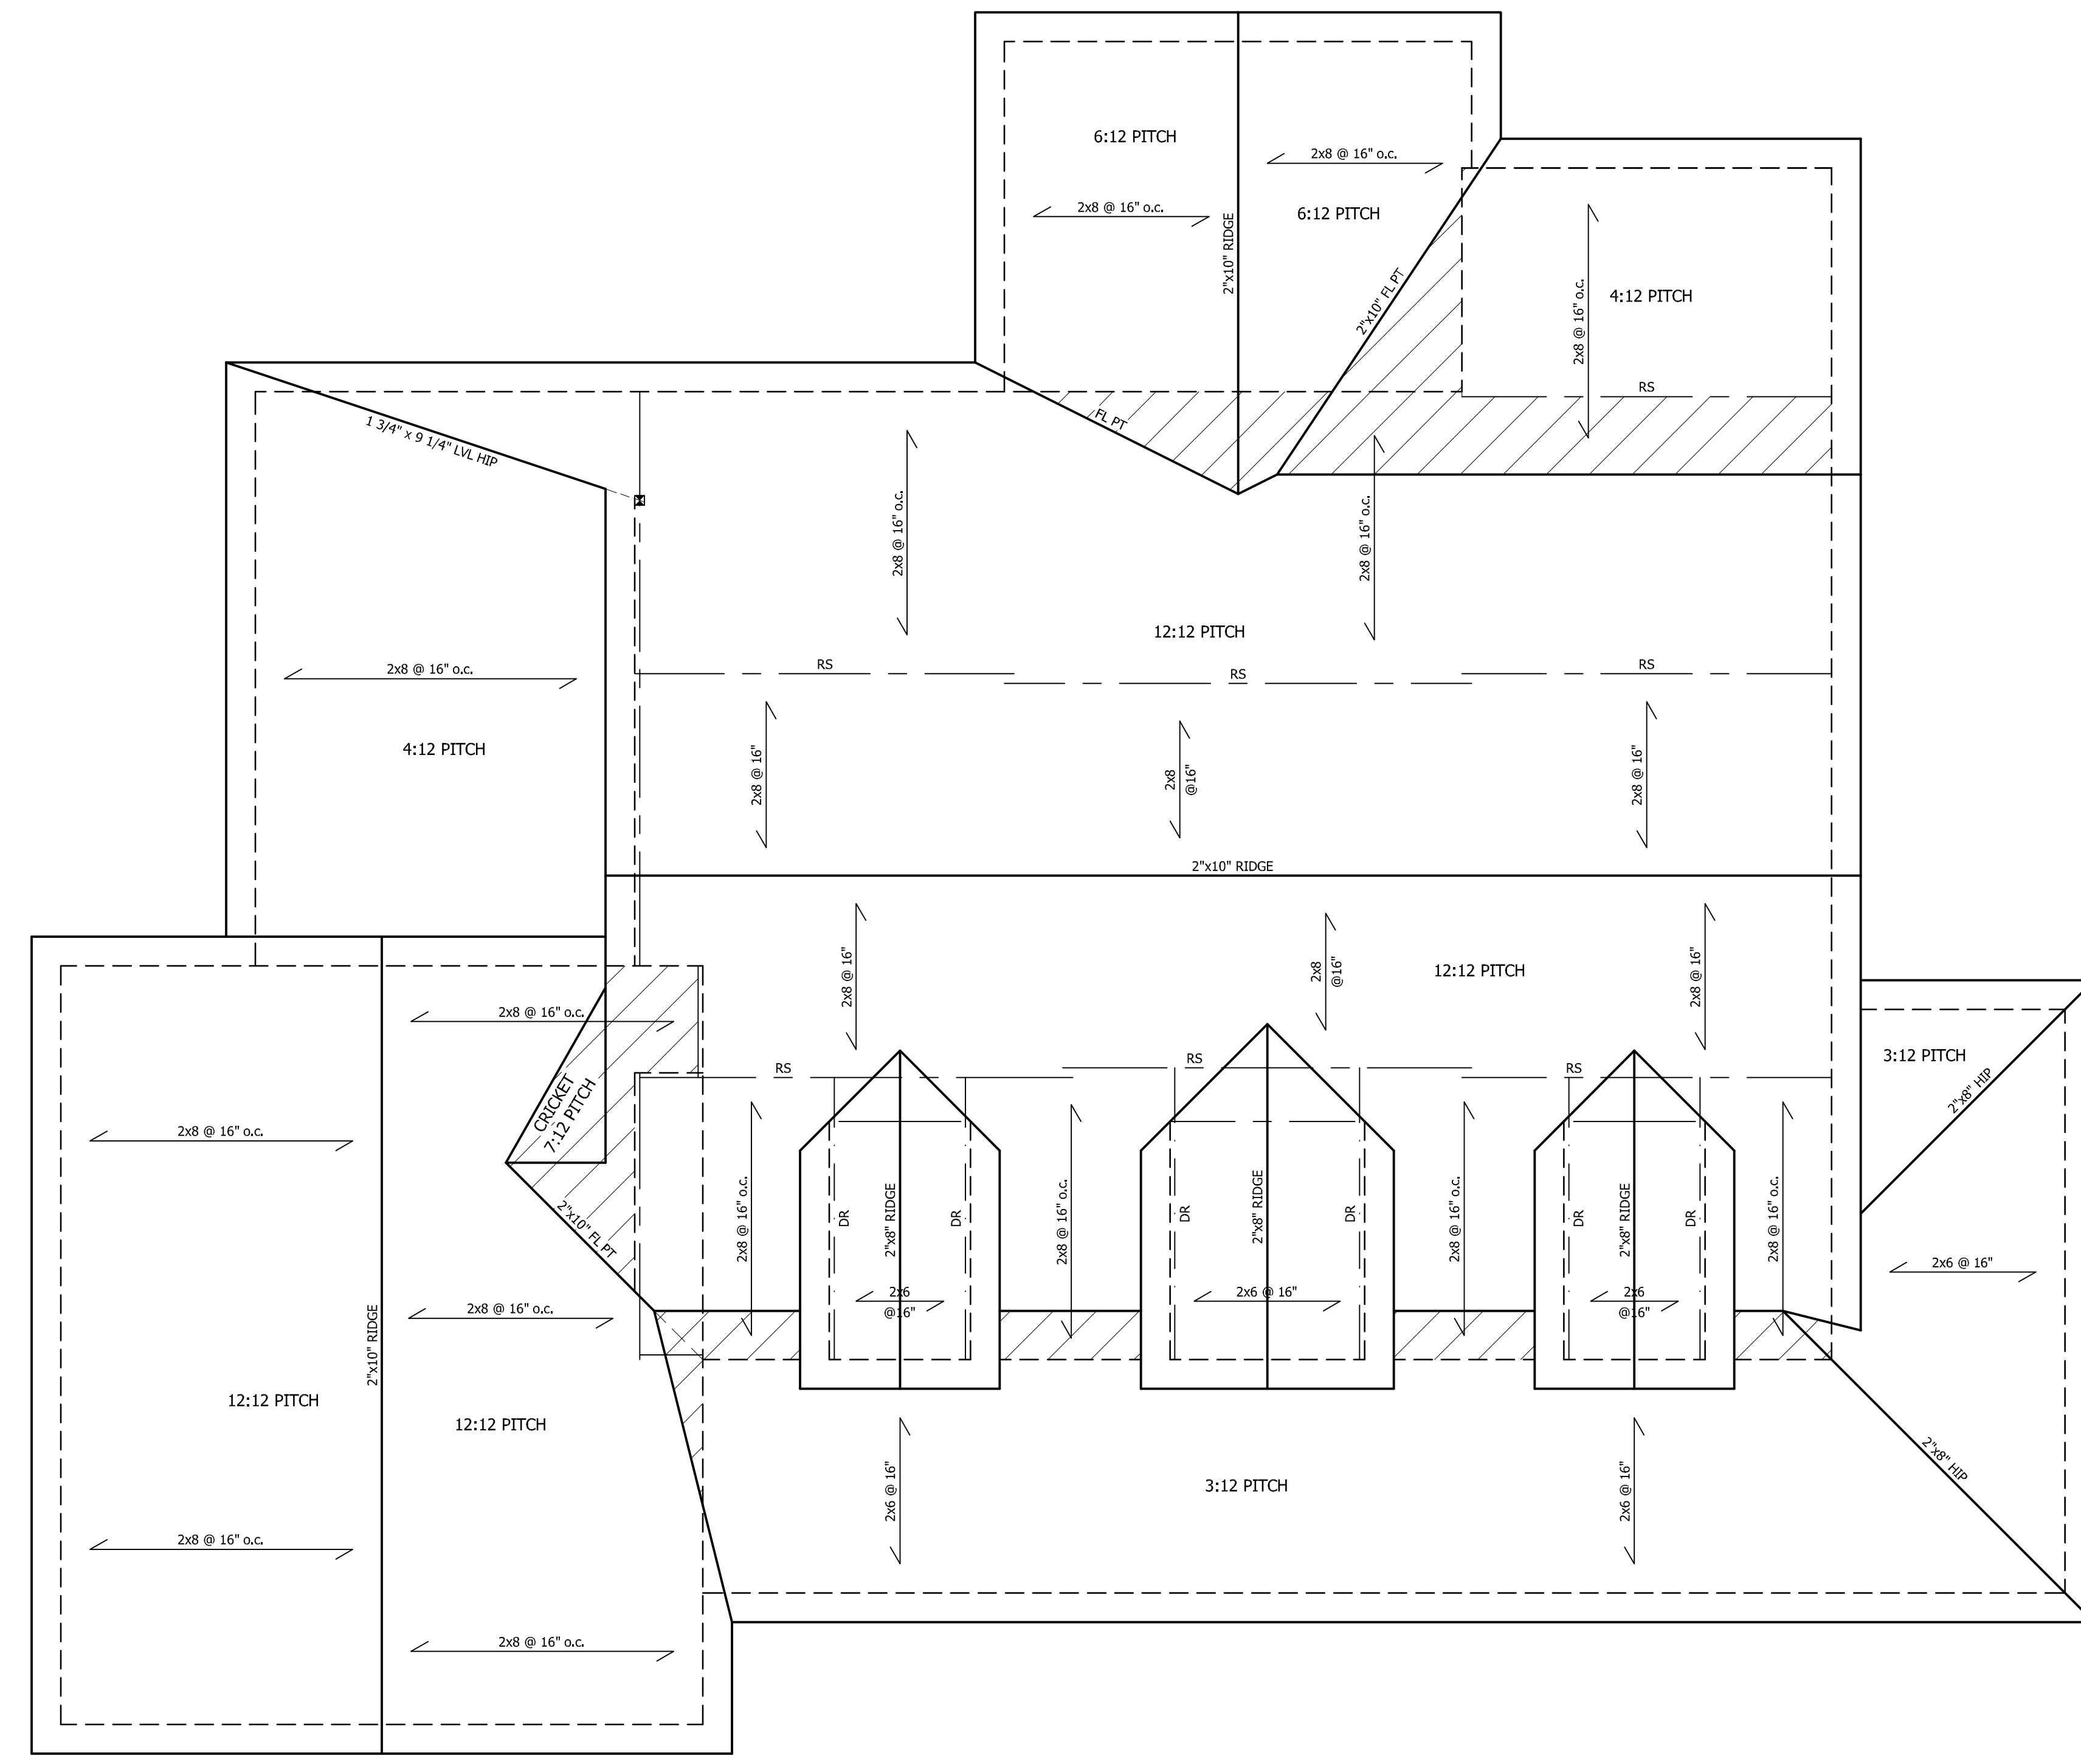 6:12 PITCH
2x8 @ 16" o.c.
2x8 @ 16" o.c.
6:12 PITCH
2"x10" RIDGE
2"x10" FL PT
4:12 PITCH
2x8 @ 16" o.c.
RS
FL PT
1 3/4" x 9 1/4" LVL HIP
2x8 @ 16" o.c.
2x8 @ 16" o.c.
12:12 PITCH
2x8 @ 16" o.c.
4:12 PITCH
RS
RS
RS
2x8 @ 16"
2x8
@16"
2x8 @ 16"
2"x10" RIDGE
2x8 @ 16"
2x8
@16"
12:12 PITCH
2x8 @ 16"
2x8 @ 16" o.c.
CRICKET
7:12 PITCH
RS
RS
RS
3:12 PITCH
2"x8" HIP
2x8 @ 16" o.c.
2x8 @ 16" o.c.
DR
2"x8" RIDGE
DR
2x8 @ 16" o.c.
DR
2"x8" RIDGE
DR
2x8 @ 16" o.c.
DR
2"x8" RIDGE
DR
2x8 @ 16" o.c.
2"x10" FL PT
2x6 @ 16"
2x6
@16"
2x6 @ 16"
2x6
@16"
2x8 @ 16" o.c.
2"x10" RIDGE
12:12 PITCH
12:12 PITCH
2x6 @ 16"
3:12 PITCH
2x6 @ 16"
2"x8" HIP
2x8 @ 16" o.c.
2x8 @ 16" o.c.